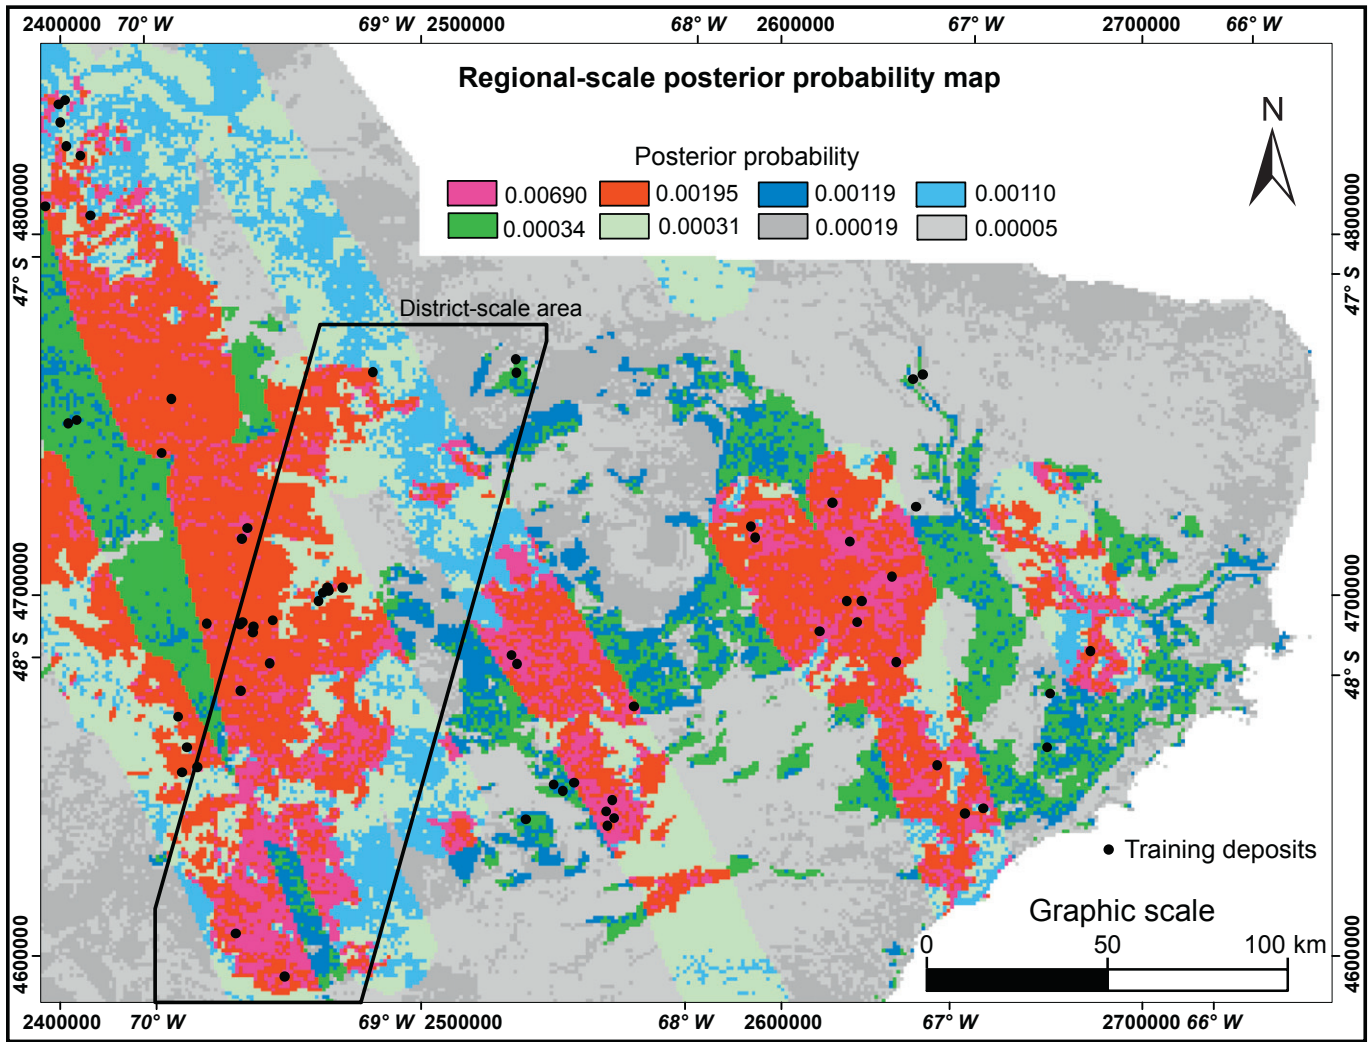 2400000 70° W 69° W 2500000 68° W 2600000 67° W 2700000 66° W
Regional-scale posterior probability map
N
Posterior probability
0.00690 0.00195 0.00119 0.00110
0.00034 0.00031 0.00019 0.00005
4800000 4800000
47° S 47° S
District-scale area
4700000 4700000
48° S 48° S
Training deposits
Graphic scale
0 50 100 km
4600000 4600000
2400000 70° W 69° W 2500000 68° W 2600000 67° W 2700000 66° W